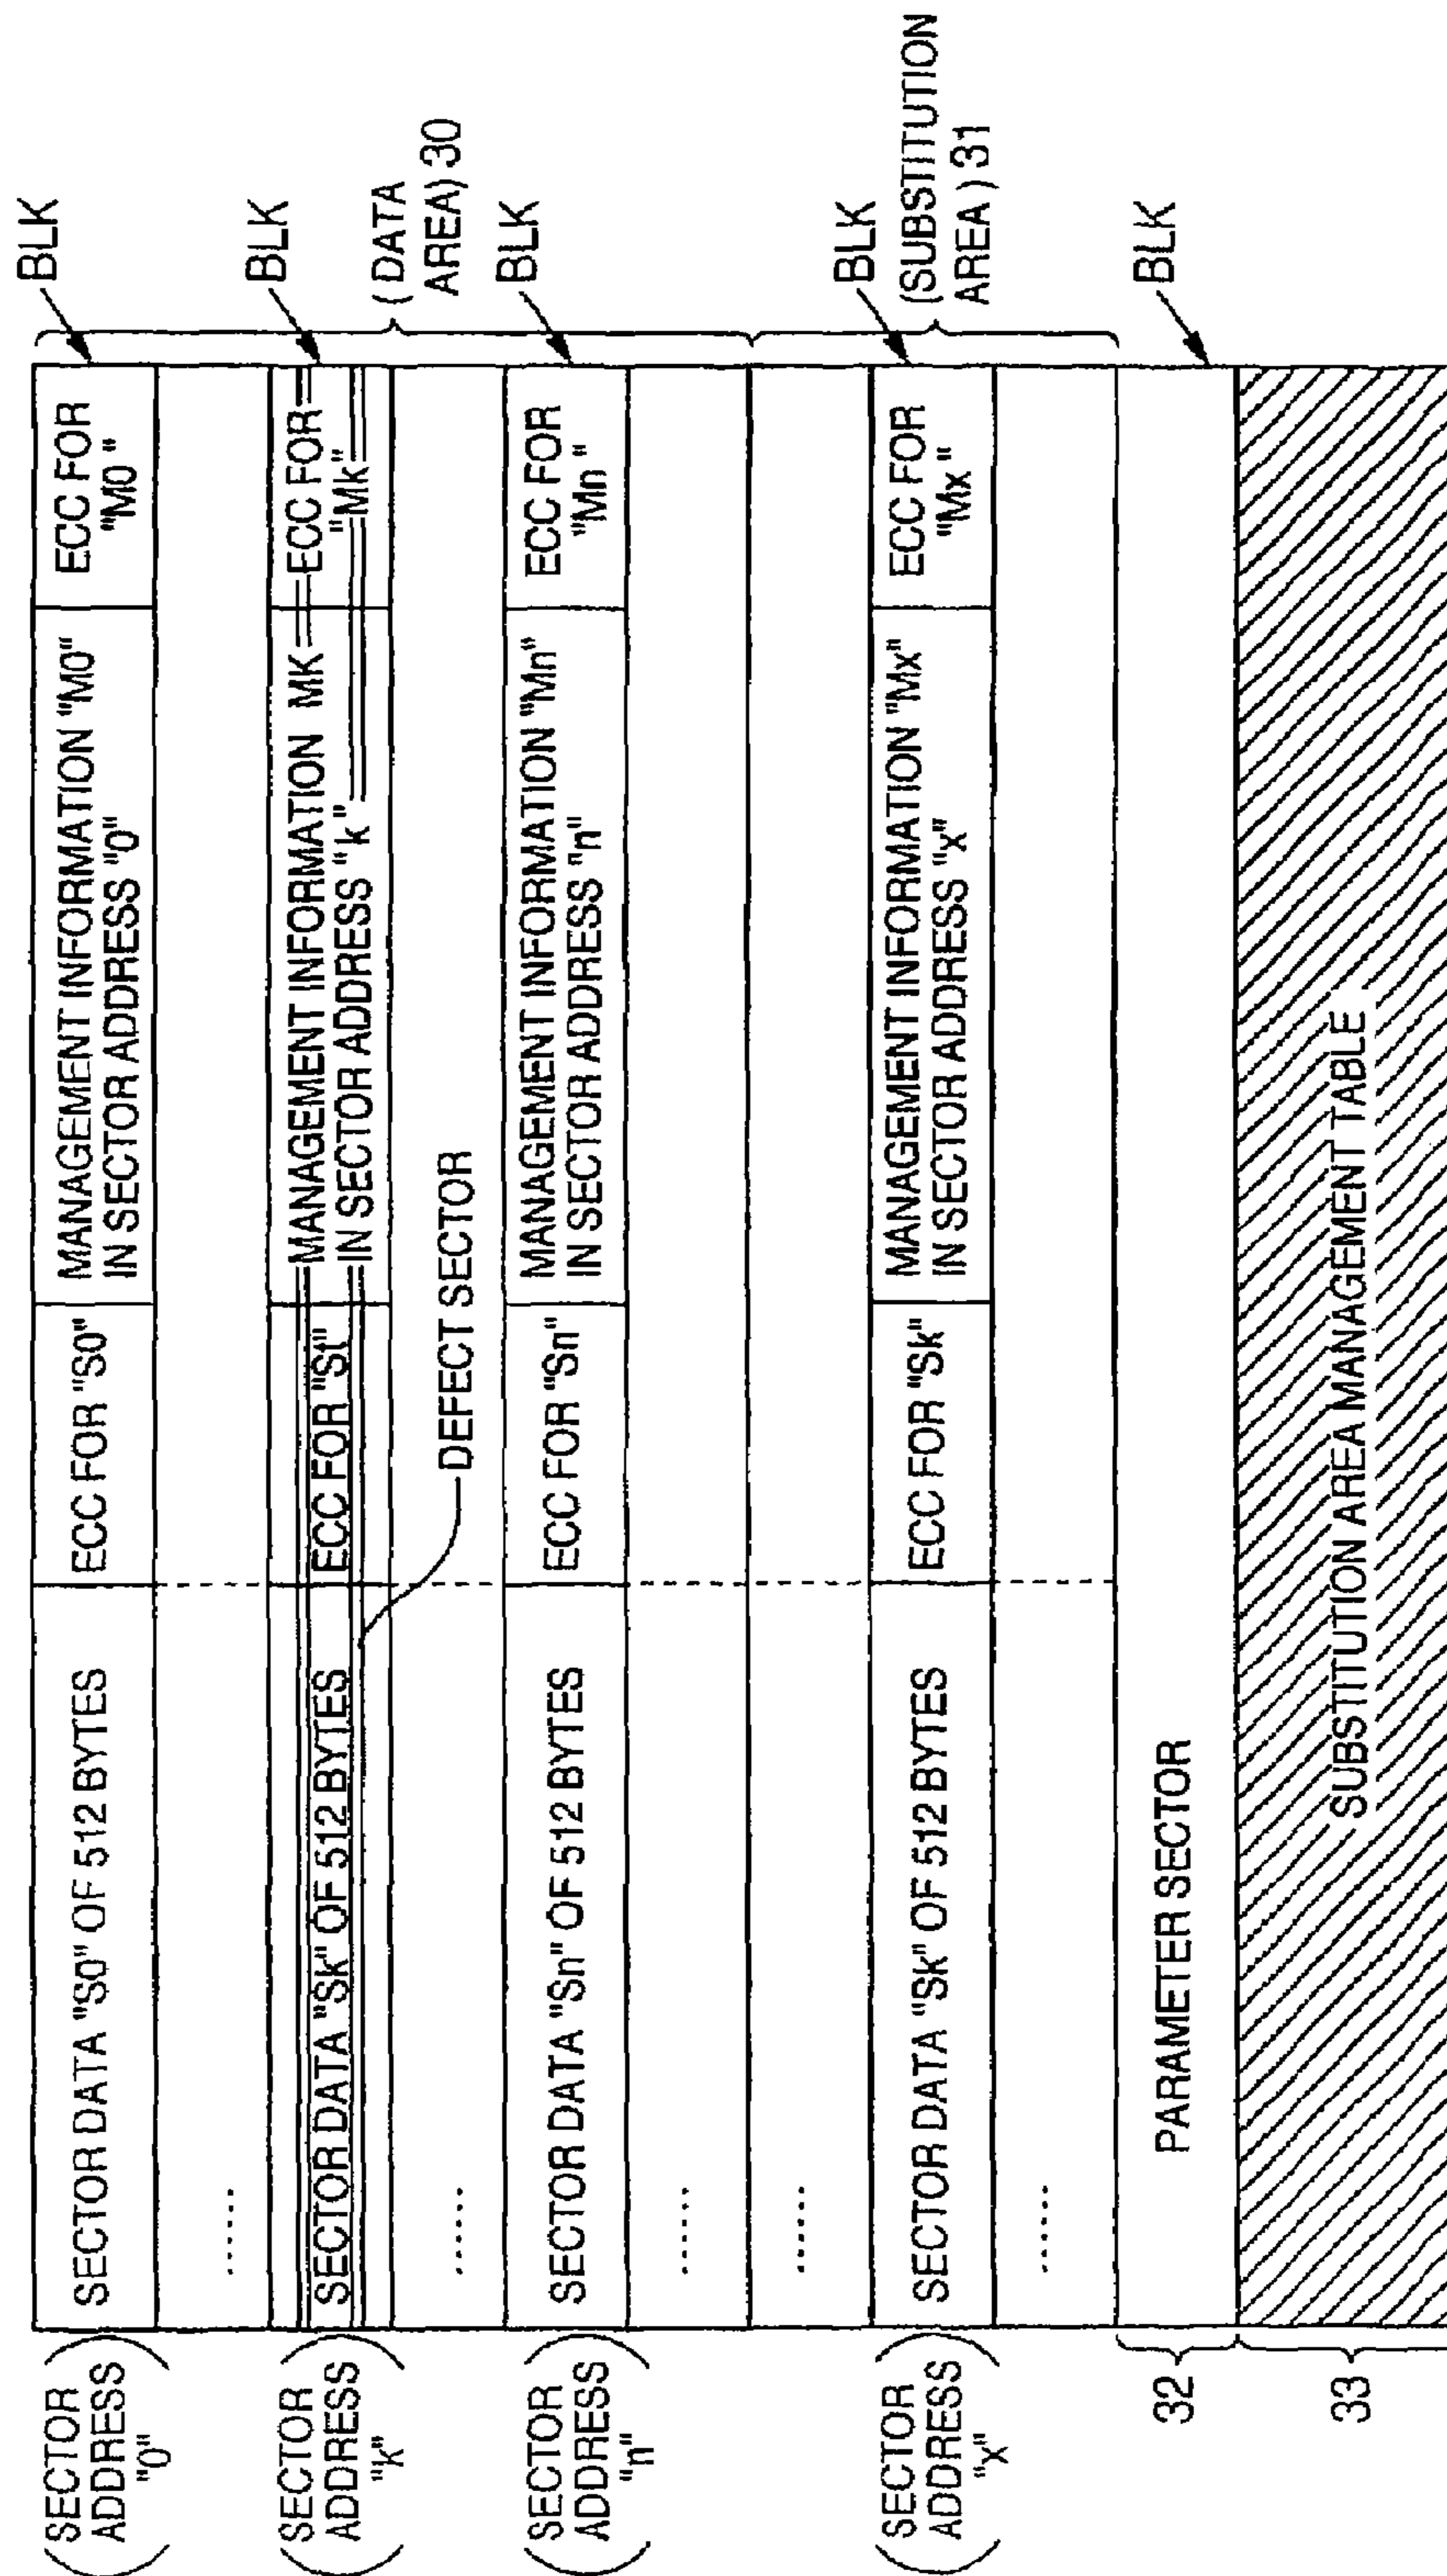 (SECTOR
ADDRESS
"0")
SECTOR DATA "S0" OF 512 BYTES
ECC FOR "S0"
MANAGEMENT INFORMATION "M0"
IN SECTOR ADDRESS "0"
ECC FOR
"M0"
BLK
......
(SECTOR
ADDRESS
"k")
SECTOR DATA "Sk" OF 512 BYTES
ECC FOR "St"
MANAGEMENT INFORMATION MK
IN SECTOR ADDRESS "k"
ECC FOR
"Mk"
BLK
(DATA
AREA) 30
.....
DEFECT SECTOR
(SECTOR
ADDRESS
"n")
SECTOR DATA "Sn" OF 512 BYTES
ECC FOR "Sn"
MANAGEMENT INFORMATION "Mn"
IN SECTOR ADDRESS "n"
ECC FOR
"Mn"
BLK
......
......
(SECTOR
ADDRESS
"x")
SECTOR DATA "Sk" OF 512 BYTES
ECC FOR "Sk"
MANAGEMENT INFORMATION "Mx"
IN SECTOR ADDRESS "x"
ECC FOR
"Mx"
BLK
(SUBSTITUTION
AREA) 31
......
32
PARAMETER SECTOR
BLK
33
SUBSTITUTION AREA MANAGEMENT TABLE